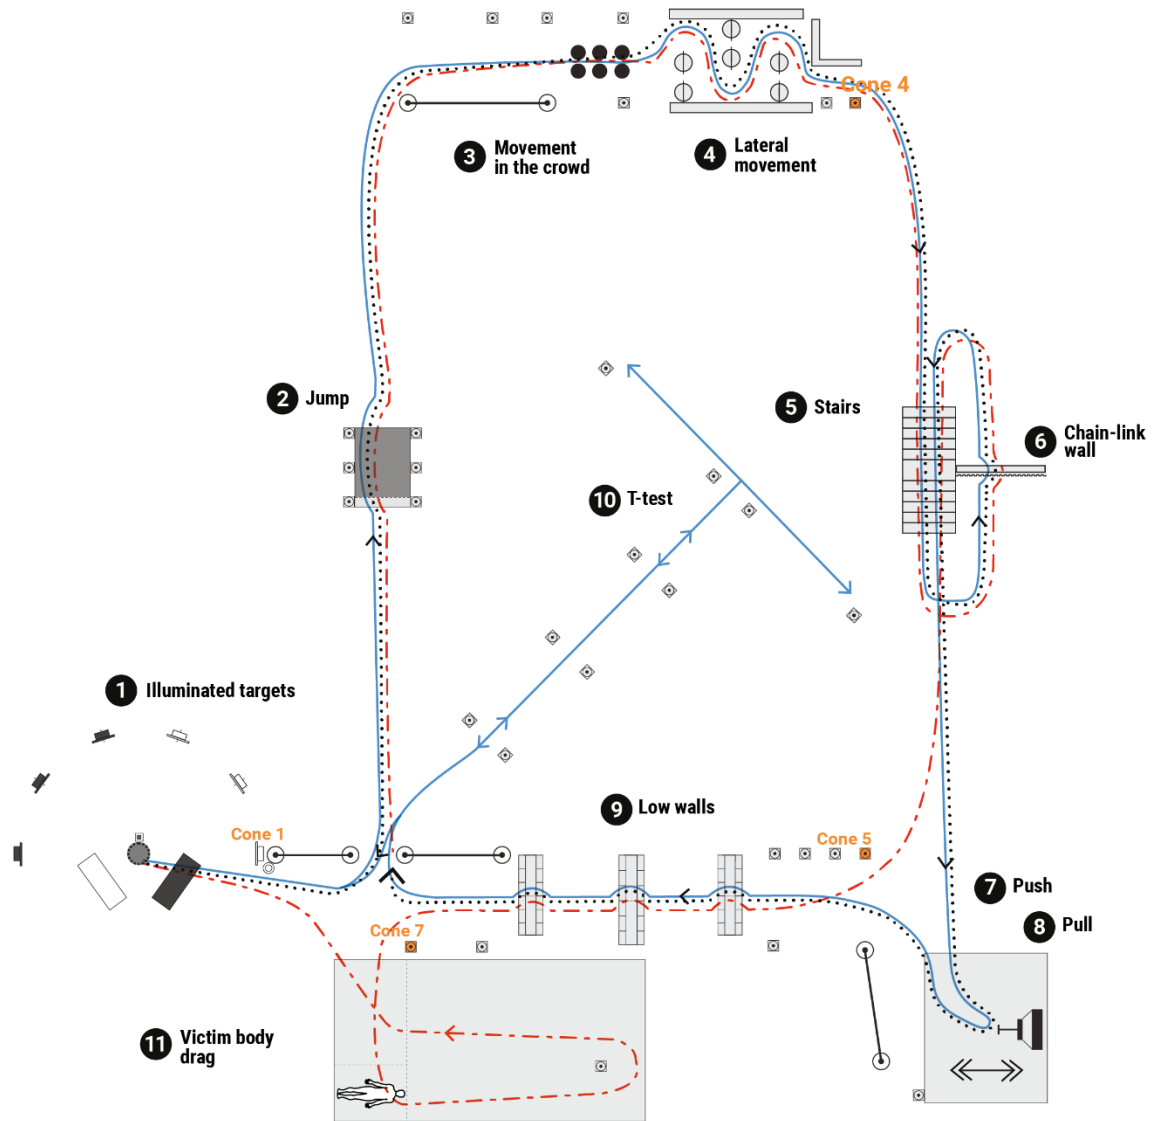 Cone 4
3 Movement
in the crowd
4 Lateral
movement
2 Jump
5 Stairs
6 Chain-link
wall
10 T-test
1 Illuminated targets
9 Low walls
Cone 1
Cone 5
7 Push
8 Pull
Cone 7
11 Victim body
drag